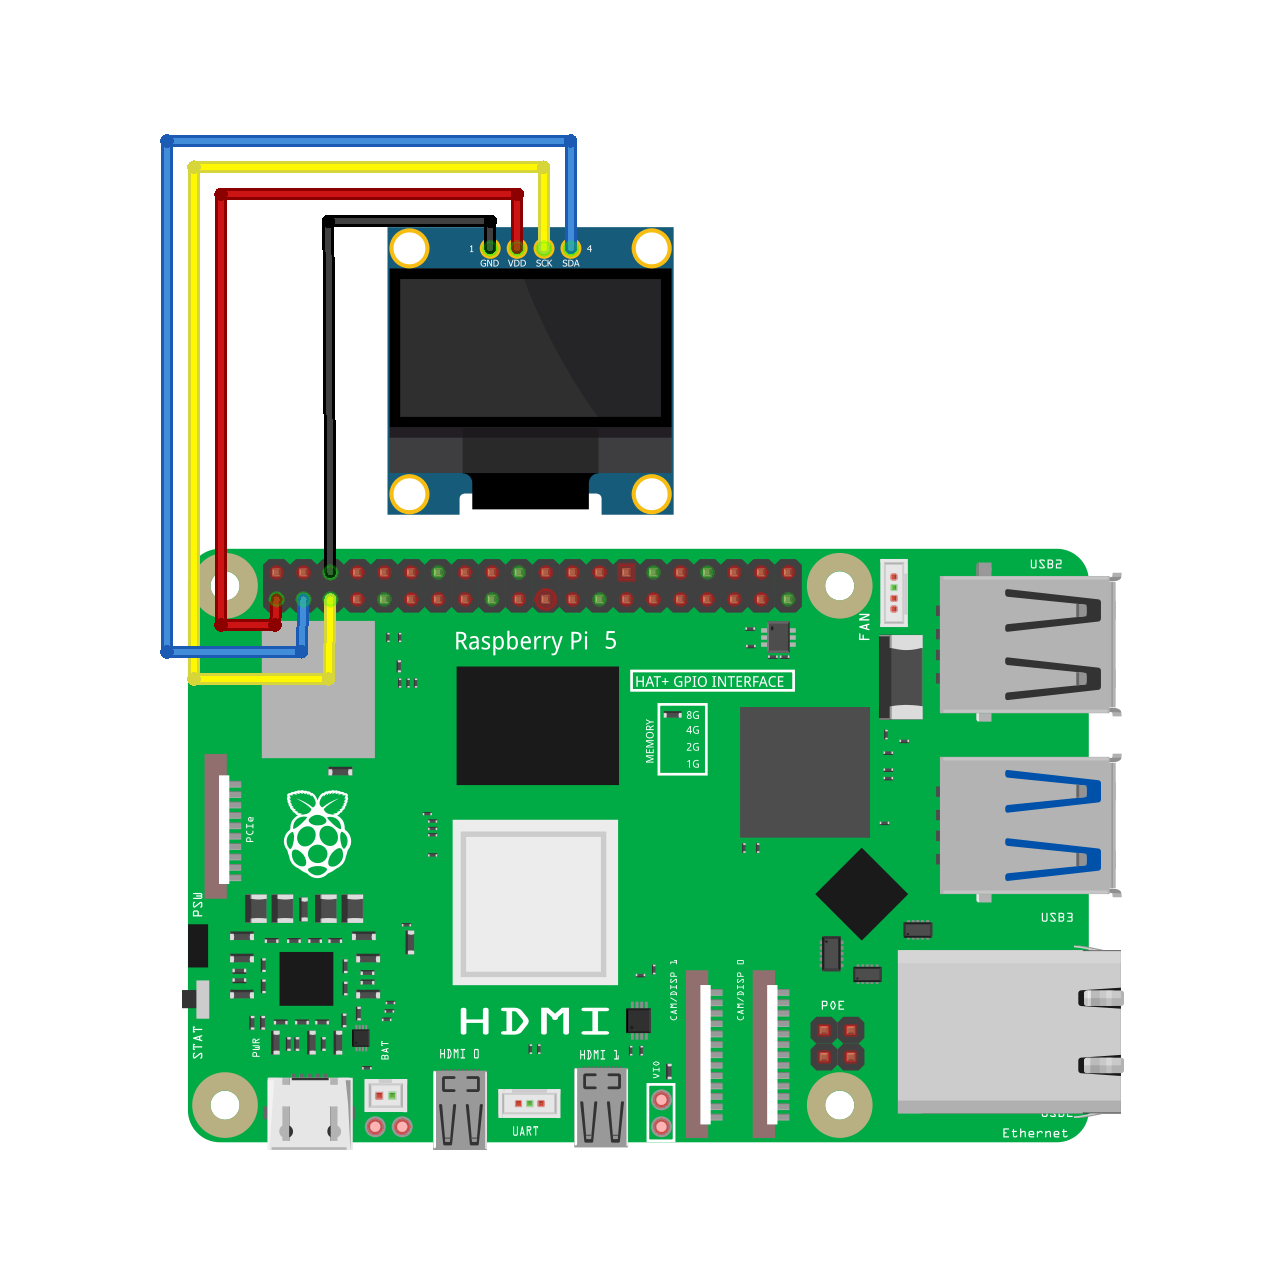 1 4
GND VDD SCK SDA
USB2
FAN
Raspberry Pi 5
HAT+ GPIO INTERFACE
MEMORY
8G
4G
2G
1G
PCIe
PSW
USB3
CAM/DISP 1
CAM/DISP 0
POE
HDMI
STAT
PWR
BAT
HDMI 0
HDMI 1
VIO
UART
Ethernet